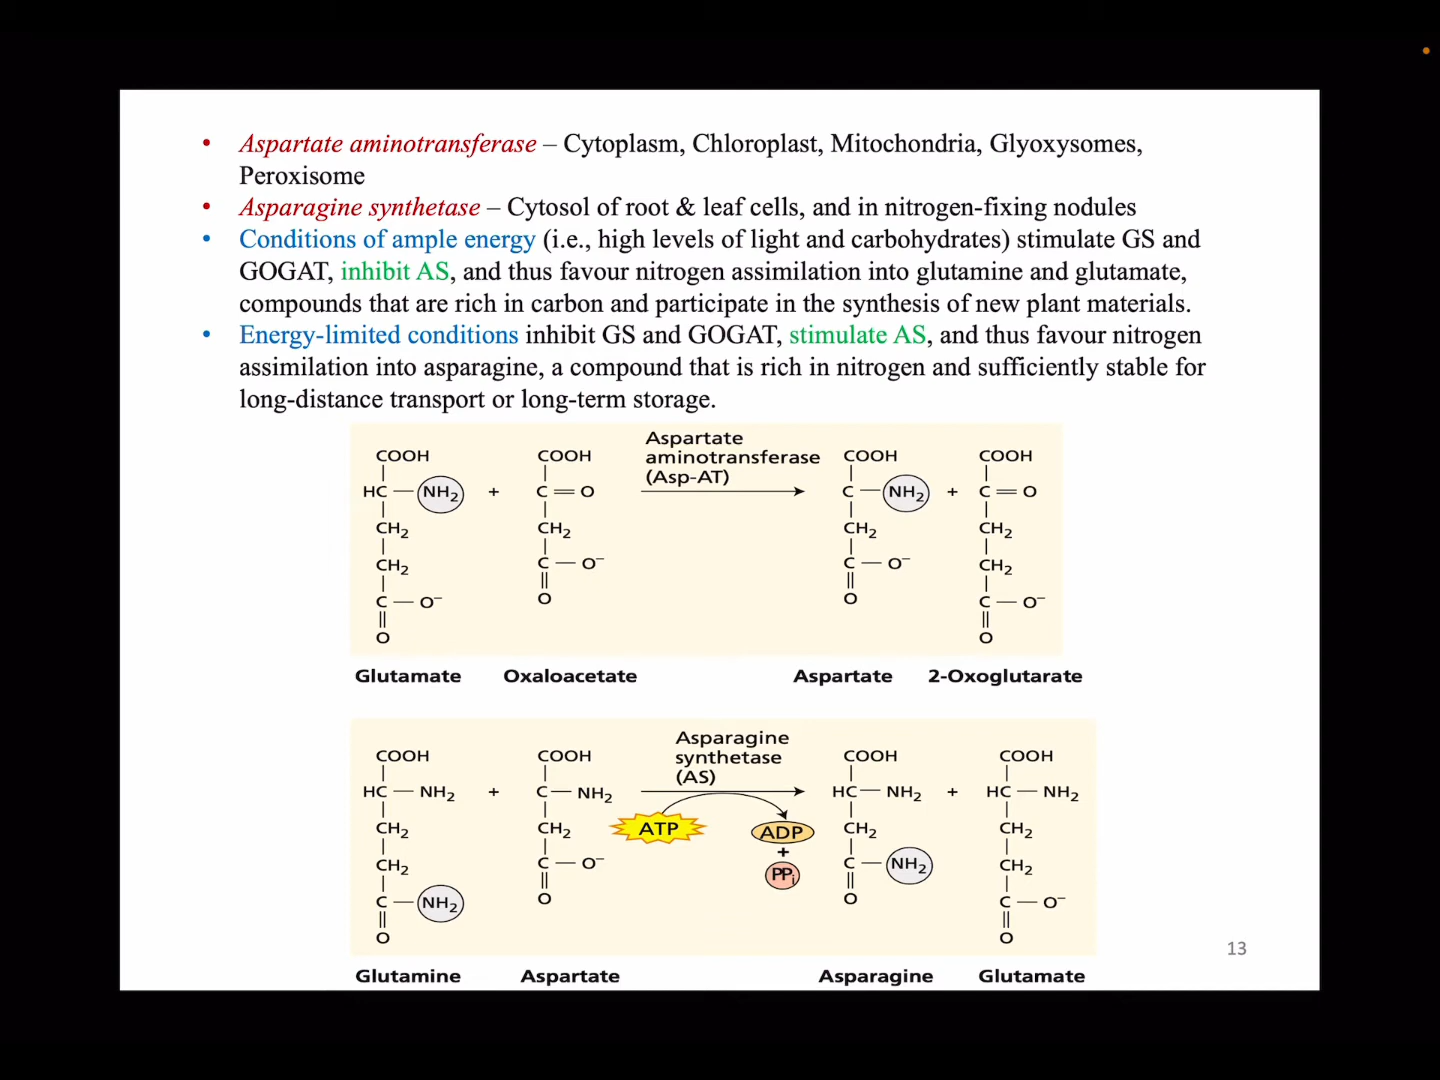 • Aspartate aminotransferase – Cytoplasm, Chloroplast, Mitochondria, Glyoxysomes,
Peroxisome
• Asparagine synthetase – Cytosol of root & leaf cells, and in nitrogen-fixing nodules
• Conditions of ample energy (i.e., high levels of light and carbohydrates) stimulate GS and
GOGAT, inhibit AS, and thus favour nitrogen assimilation into glutamine and glutamate,
compounds that are rich in carbon and participate in the synthesis of new plant materials.
• Energy-limited conditions inhibit GS and GOGAT, stimulate AS, and thus favour nitrogen
assimilation into asparagine, a compound that is rich in nitrogen and sufficiently stable for
long-distance transport or long-term storage.
Aspartate
aminotransferase
(Asp-AT)
COOH COOH COOH COOH
HC — NH₂ + C = O C — NH₂ + C = O
CH₂ CH₂ CH₂ CH₂
CH₂ C — O⁻ C — O⁻ CH₂
C — O⁻ O O C — O⁻
O O
Glutamate Oxaloacetate Aspartate 2-Oxoglutarate
Asparagine
synthetase
(AS)
COOH COOH COOH COOH
HC — NH₂ + C — NH₂ HC — NH₂ + HC — NH₂
CH₂ CH₂ ATP ADP CH₂ CH₂
+
CH₂ C — O⁻ PPi C — NH₂ CH₂
C — NH₂ O O C — O⁻
O O
13
Glutamine Aspartate Asparagine Glutamate